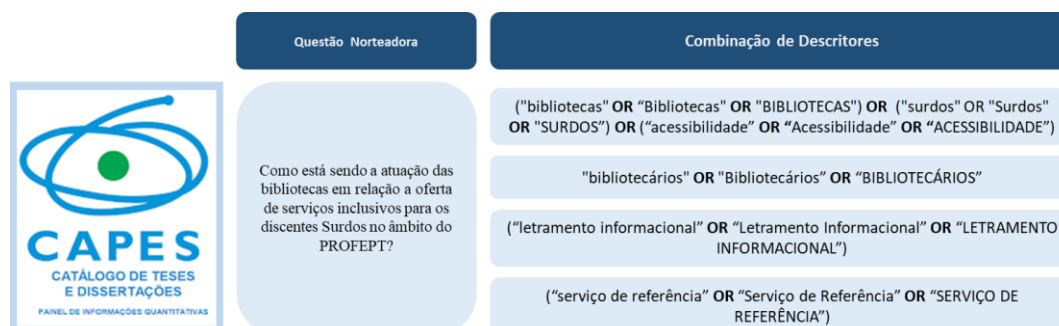 Questão Norteadora
Combinação de Descritores
CAPES
CATÁLOGO DE TESES
E DISSERTAÇÕES
PAINEL DE INFORMAÇÕES QUANTITATIVAS
Como está sendo a atuação das
bibliotecas em relação a oferta
de serviços inclusivos para os
discentes Surdos no âmbito do
PROFEPT?
("bibliotecas" OR “Bibliotecas" OR "BIBLIOTECAS") OR ("surdos" OR "Surdos"
OR "SURDOS”) OR (“acessibilidade” OR “Acessibilidade” OR “ACESSIBILIDADE”)
"bibliotecários" OR "Bibliotecários” OR “BIBLIOTECÁRIOS”
(“letramento informacional” OR “Letramento Informacional” OR “LETRAMENTO
INFORMACIONAL”)
(“serviço de referência” OR “Serviço de Referência” OR “SERVIÇO DE
REFERÊNCIA”)